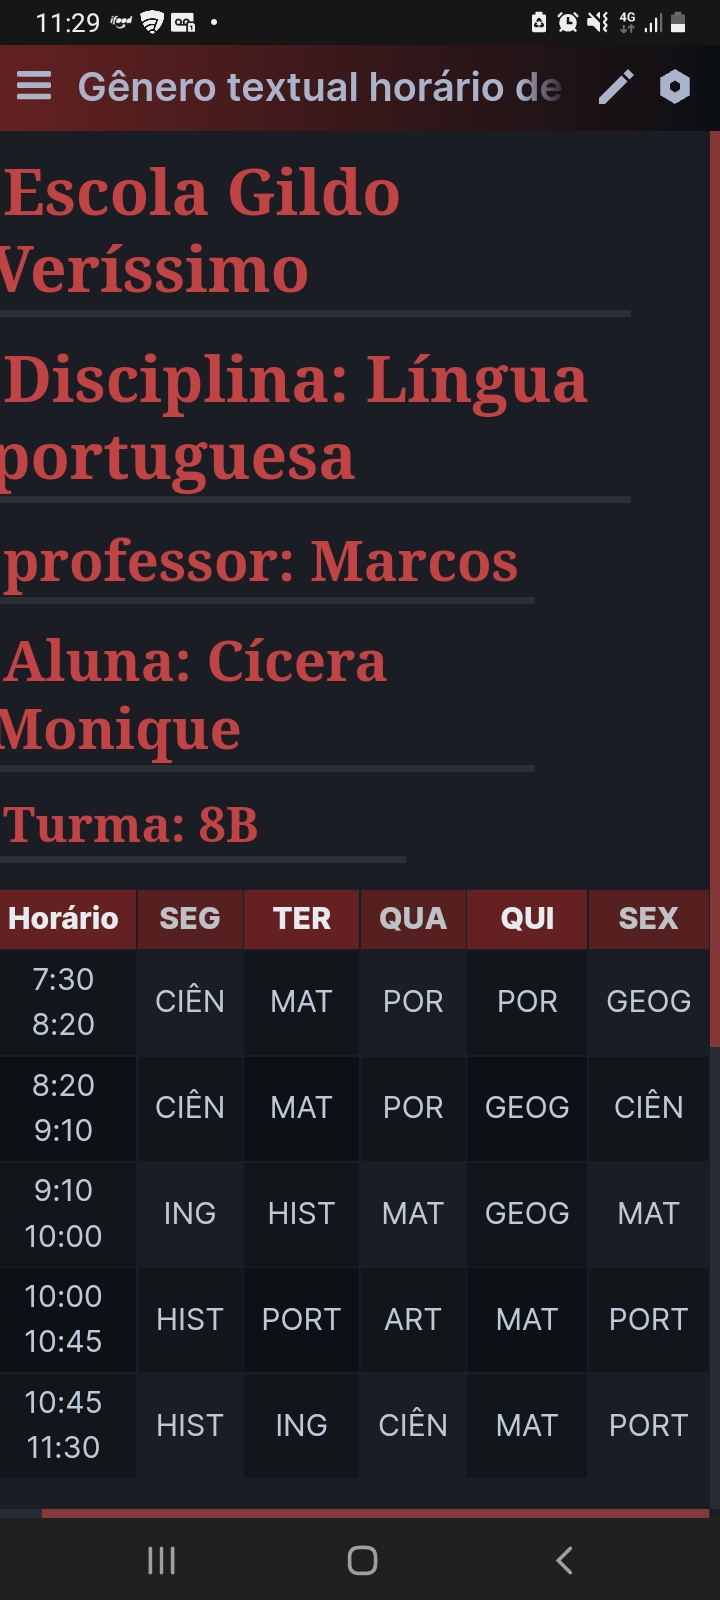 11:29 ifood 4G
Gênero textual horário de
Escola Gildo
Veríssimo
Disciplina: Língua
portuguesa
professor: Marcos
Aluna: Cícera
Monique
Turma: 8B
Horário SEG TER QUA QUI SEX
7:30
8:20
CIÊN MAT POR POR GEOG
8:20
9:10
CIÊN MAT POR GEOG CIÊN
9:10
10:00
ING HIST MAT GEOG MAT
10:00
10:45
HIST PORT ART MAT PORT
10:45
11:30
HIST ING CIÊN MAT PORT